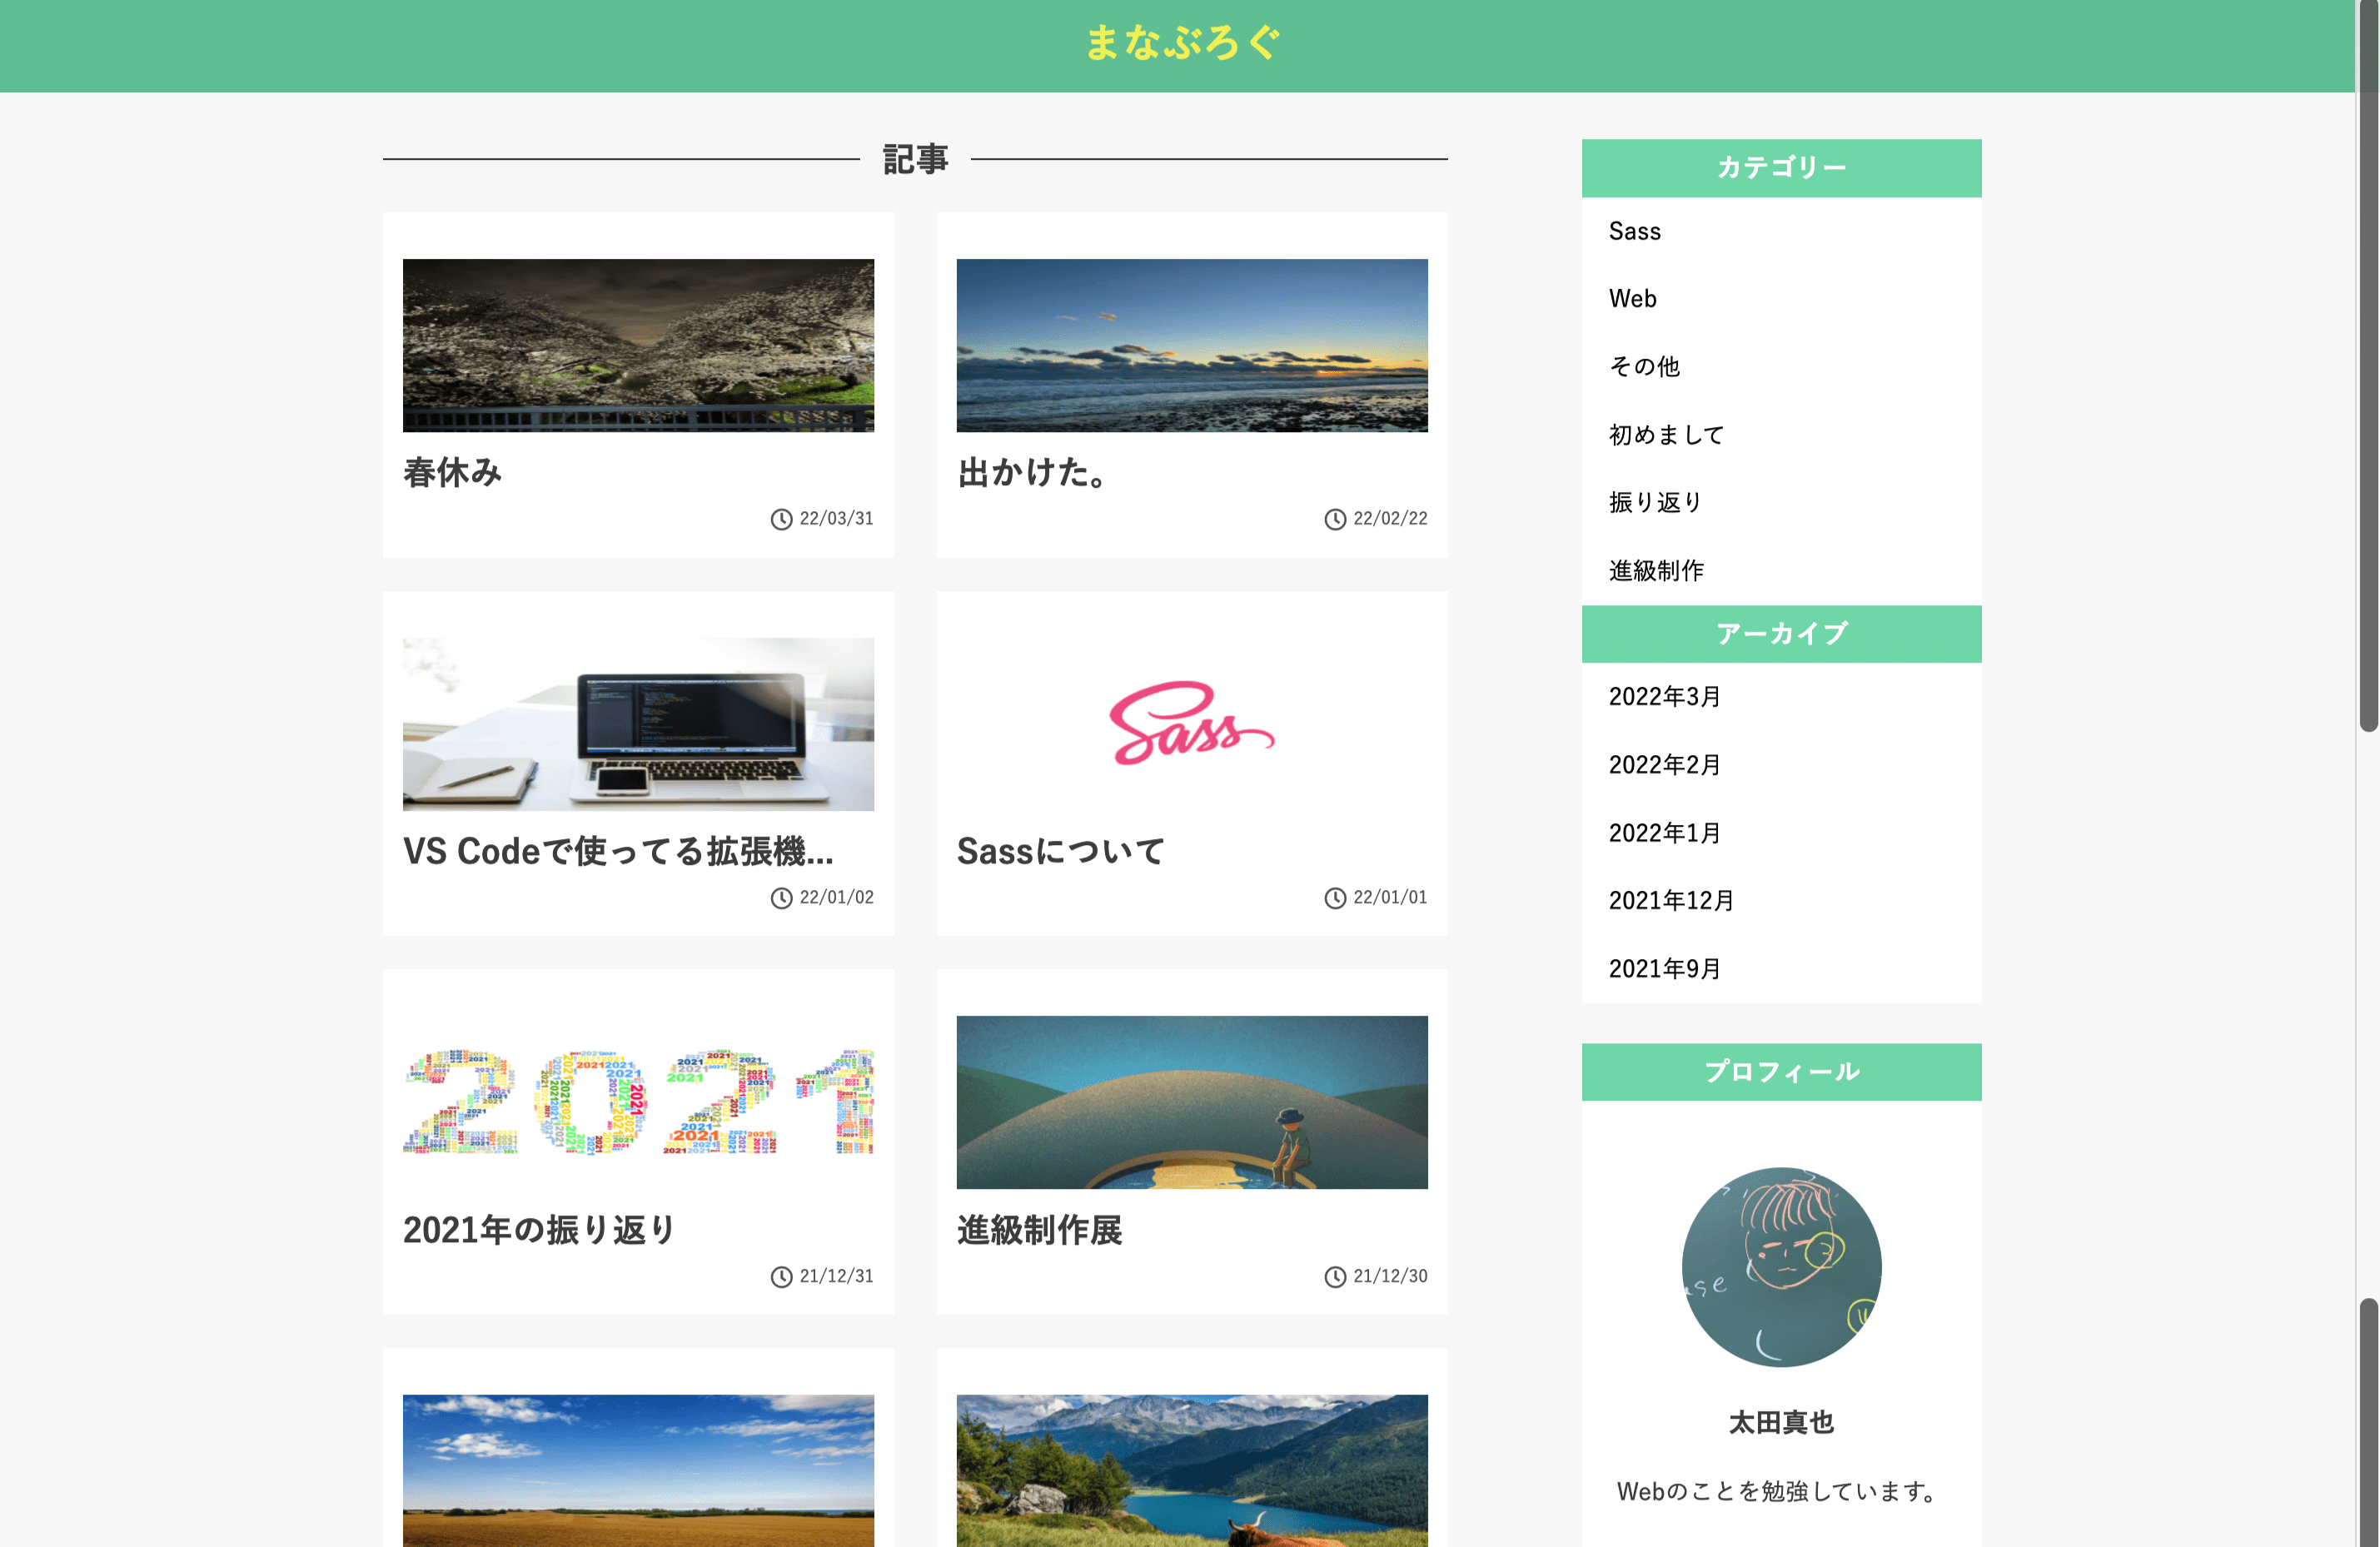 まなぶろぐ
記事
春休み
22/03/31
出かけた。
22/02/22
VS Codeで使ってる拡張機...
22/01/02
Sass
Sassについて
22/01/01
2021
2021年の振り返り
21/12/31
進級制作展
21/12/30
カテゴリー
Sass
Web
その他
初めまして
振り返り
進級制作
アーカイブ
2022年3月
2022年2月
2022年1月
2021年12月
2021年9月
プロフィール
太田真也
Webのことを勉強しています。